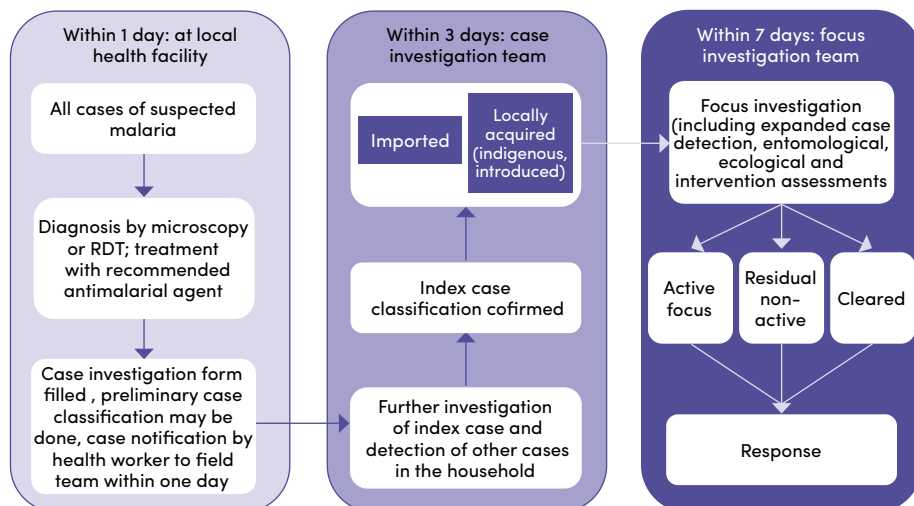 Within 1 day: at local
health facility
All cases of suspected
malaria
Diagnosis by microscopy
or RDT; treatment
with recommended
antimalarial agent
Case investigation form
filled , preliminary case
classification may be
done, case notification by
health worker to field
team within one day
Within 3 days: case
investigation team
Imported
Locally
acquired
(indigenous,
introduced)
Index case
classification cofirmed
Further investigation
of index case and
detection of other cases
in the household
Within 7 days: focus
investigation team
Focus investigation
(including expanded case
detection, entomological,
ecological and
intervention assessments
Active
focus
Residual
non-
active
Cleared
Response